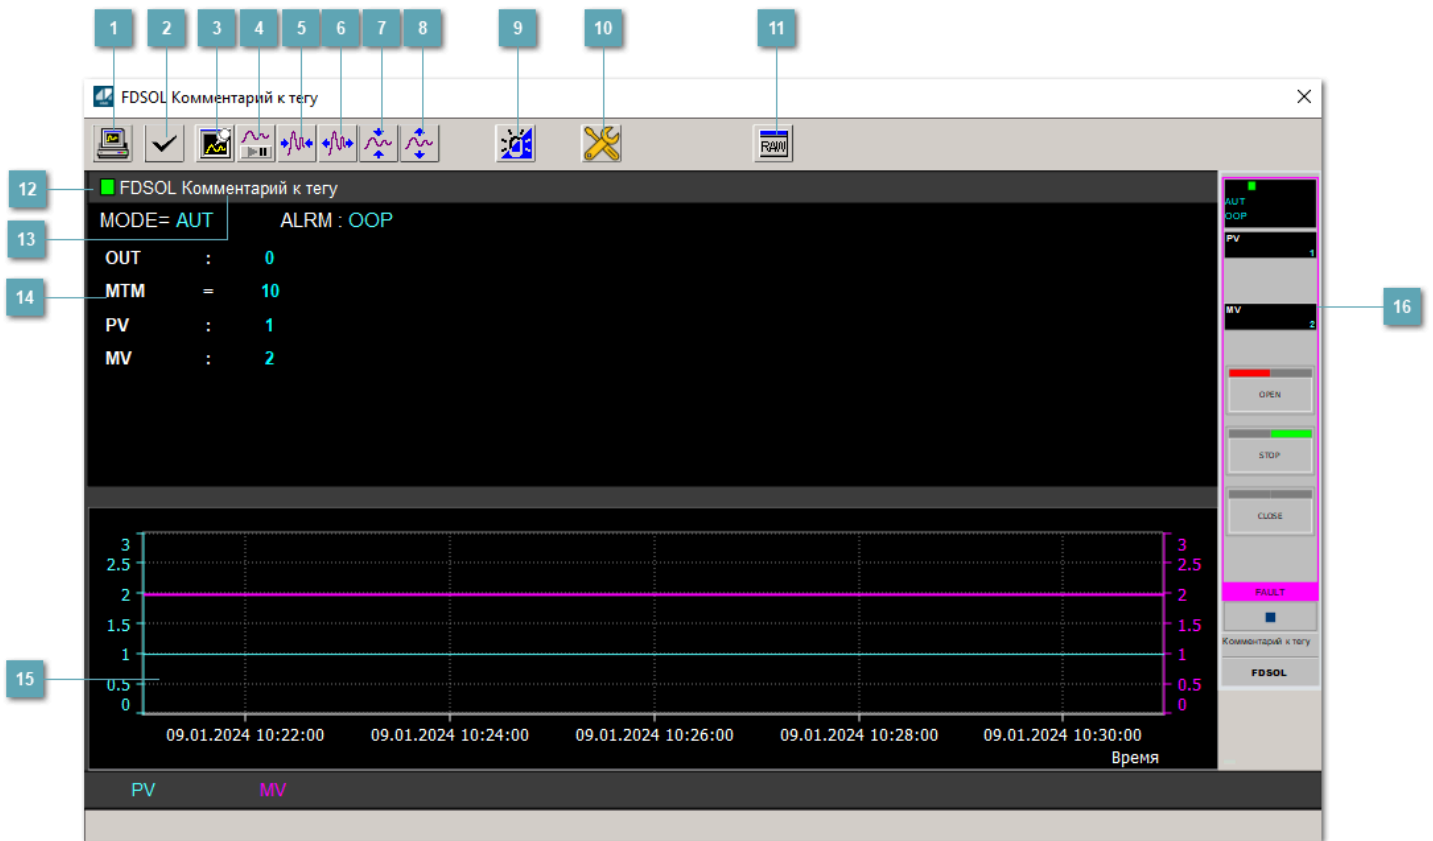 1 2 3 4 5 6 7 8 9 10 11
FDSOL Комментарий к тегу
RAW
12
FDSOL Комментарий к тегу
MODE= AUT ALRM : OOP
13
OUT : 0
14
MTM = 10
PV : 1
MV : 2
AUT
OOP
PV
1
MV
2
16
OPEN
STOP
CLOSE
FAULT
Комментарий к тегу
FDSOL
3 3
2.5 2.5
2 2
1.5 1.5
1 1
15
0.5 0.5
0 0
09.01.2024 10:22:00 09.01.2024 10:24:00 09.01.2024 10:26:00 09.01.2024 10:28:00 09.01.2024 10:30:00
Время
PV MV